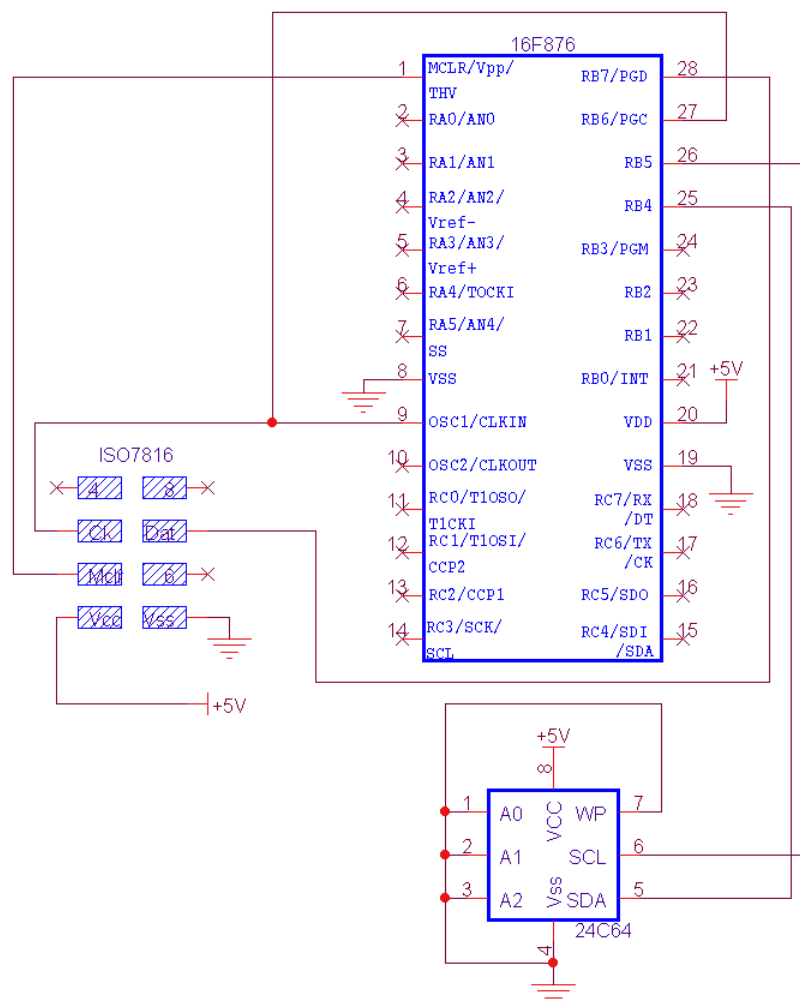 16F876
1 MCLR/Vpp/ RB7/PGD 28
THV
2 RA0/AN0 RB6/PGC 27
3 RA1/AN1 RB5 26
4 RA2/AN2/ RB4 25
Vref-
5 RA3/AN3/ RB3/PGM 24
Vref+
6 RA4/TOCKI RB2 23
7 RA5/AN4/ RB1 22
SS
8 VSS RB0/INT 21 +5V
9 OSC1/CLKIN VDD 20
10 OSC2/CLKOUT VSS 19
11 RC0/T1OSO/ RC7/RX 18
T1CKI /DT
12 RC1/T1OSI/ RC6/TX 17
CCP2 /CK
13 RC2/CCP1 RC5/SDO 16
14 RC3/SCK/ RC4/SDI 15
SCL /SDA
ISO7816
4 8
Ck Dat
Mclr 6
Vcc Vss
+5V
+5V
8
1 A0 VCC WP 7
2 A1 SCL 6
3 A2 Vss SDA 5
4 24C64